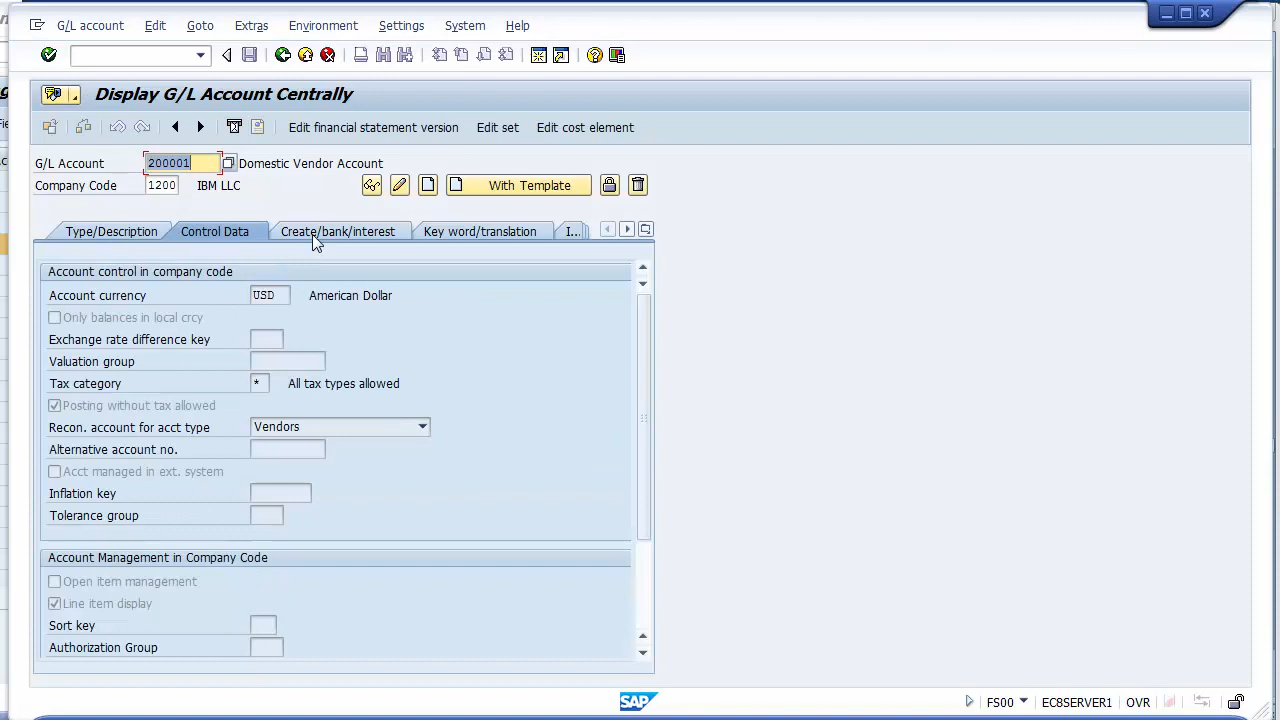 G/L account Edit Goto Extras Environment Settings System Help
Display G/L Account Centrally
Edit financial statement version Edit set Edit cost element
G/L Account 200001 Domestic Vendor Account
Company Code 1200 IBM LLC With Template
Type/Description Control Data Create/bank/interest Key word/translation I...
Account control in company code
Account currency USD American Dollar
Only balances in local crcy
Exchange rate difference key
Valuation group
Tax category * All tax types allowed
Posting without tax allowed
Recon. account for acct type Vendors
Alternative account no.
Acct managed in ext. system
Inflation key
Tolerance group
Account Management in Company Code
Open item management
Line item display
Sort key
Authorization Group
SAP FS00 EC8SERVER1 OVR